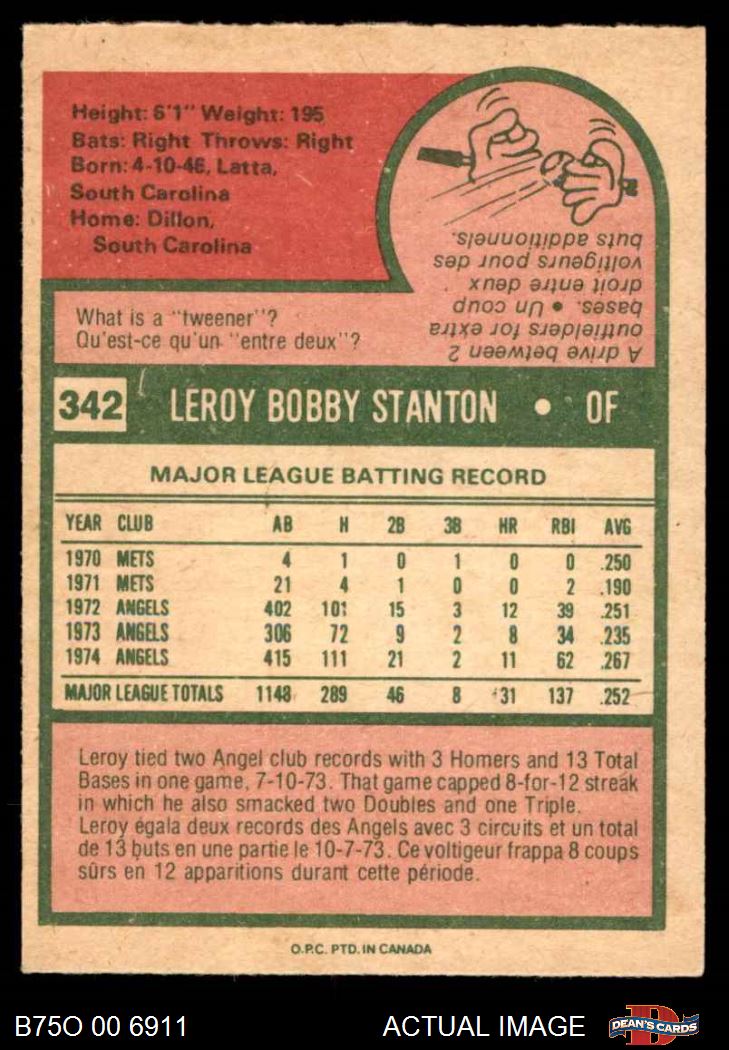 Height: 6'1" Weight: 195
Bats: Right Throws: Right
Born: 4-10-46, Latta,
South Carolina
Home: Dillon,
South Carolina
What is a "tweener"?
Qu'est-ce qu'un "entre deux"?
A drive between 2
outfielders for extra
bases. • Un coup
droit entre deux
voltigeurs pour des
buts additionnels.
342 LEROY BOBBY STANTON • OF
MAJOR LEAGUE BATTING RECORD
YEAR CLUB AB H 2B 3B HR RBI AVG
1970 METS 4 1 0 1 0 0 .250
1971 METS 21 4 1 0 0 2 .190
1972 ANGELS 402 101 15 3 12 39 .251
1973 ANGELS 306 72 9 2 8 34 .235
1974 ANGELS 415 111 21 2 11 62 .267
MAJOR LEAGUE TOTALS 1148 289 46 8 31 137 .252
Leroy tied two Angel club records with 3 Homers and 13 Total
Bases in one game, 7-10-73. That game capped 8-for-12 streak
in which he also smacked two Doubles and one Triple.
Leroy égala deux records des Angels avec 3 circuits et un total
de 13 buts en une partie le 10-7-73. Ce voltigeur frappa 8 coups
sûrs en 12 apparitions durant cette période.
O.P.C. PTD. IN CANADA
B75O 00 6911 ACTUAL IMAGE D DEAN'S CARDS